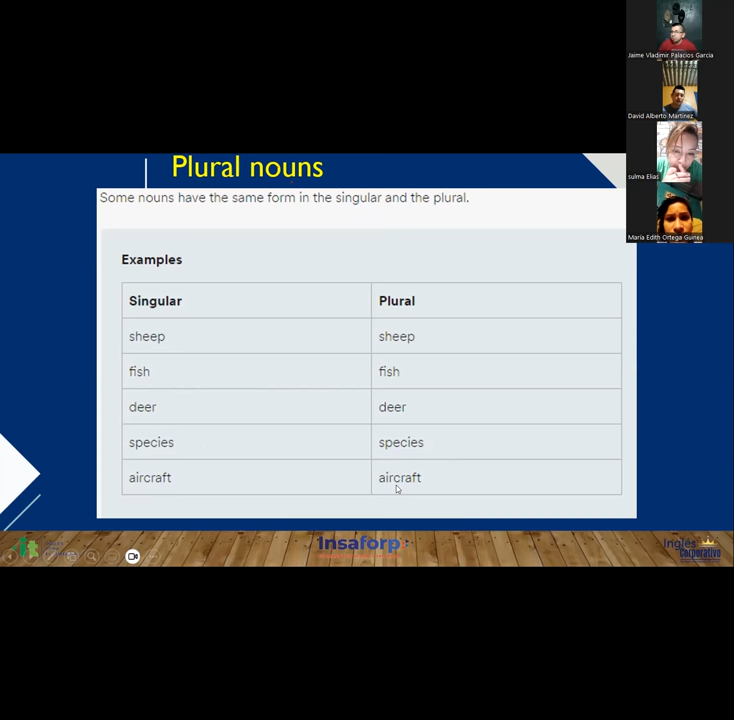 Jaime Vladimir Palacios Garcia
David Alberto Martinez
sulma Elias
María Edith Ortega Guinea
Plural nouns
Some nouns have the same form in the singular and the plural.
Examples
Singular Plural
sheep sheep
fish fish
deer deer
species species
aircraft aircraft
Insaforp
Inglés
Corporativo